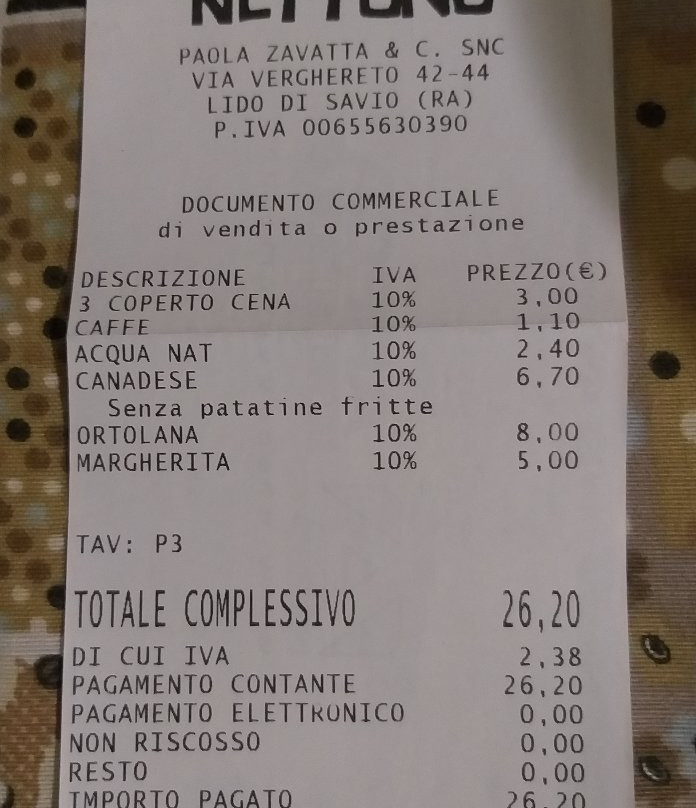 NETTUNO
PAOLA ZAVATTA & C. SNC
VIA VERGHERETO 42-44
LIDO DI SAVIO (RA)
P.IVA 00655630390
DOCUMENTO COMMERCIALE
di vendita o prestazione
DESCRIZIONE IVA PREZZO(€)
3 COPERTO CENA 10% 3,00
CAFFE 10% 1,10
ACQUA NAT 10% 2,40
CANADESE 10% 6,70
Senza patatine fritte
ORTOLANA 10% 8,00
MARGHERITA 10% 5,00
TAV: P3
TOTALE COMPLESSIVO 26,20
DI CUI IVA 2,38
PAGAMENTO CONTANTE 26,20
PAGAMENTO ELETTRONICO 0,00
NON RISCOSSO 0,00
RESTO 0,00
IMPORTO PAGATO 26,20